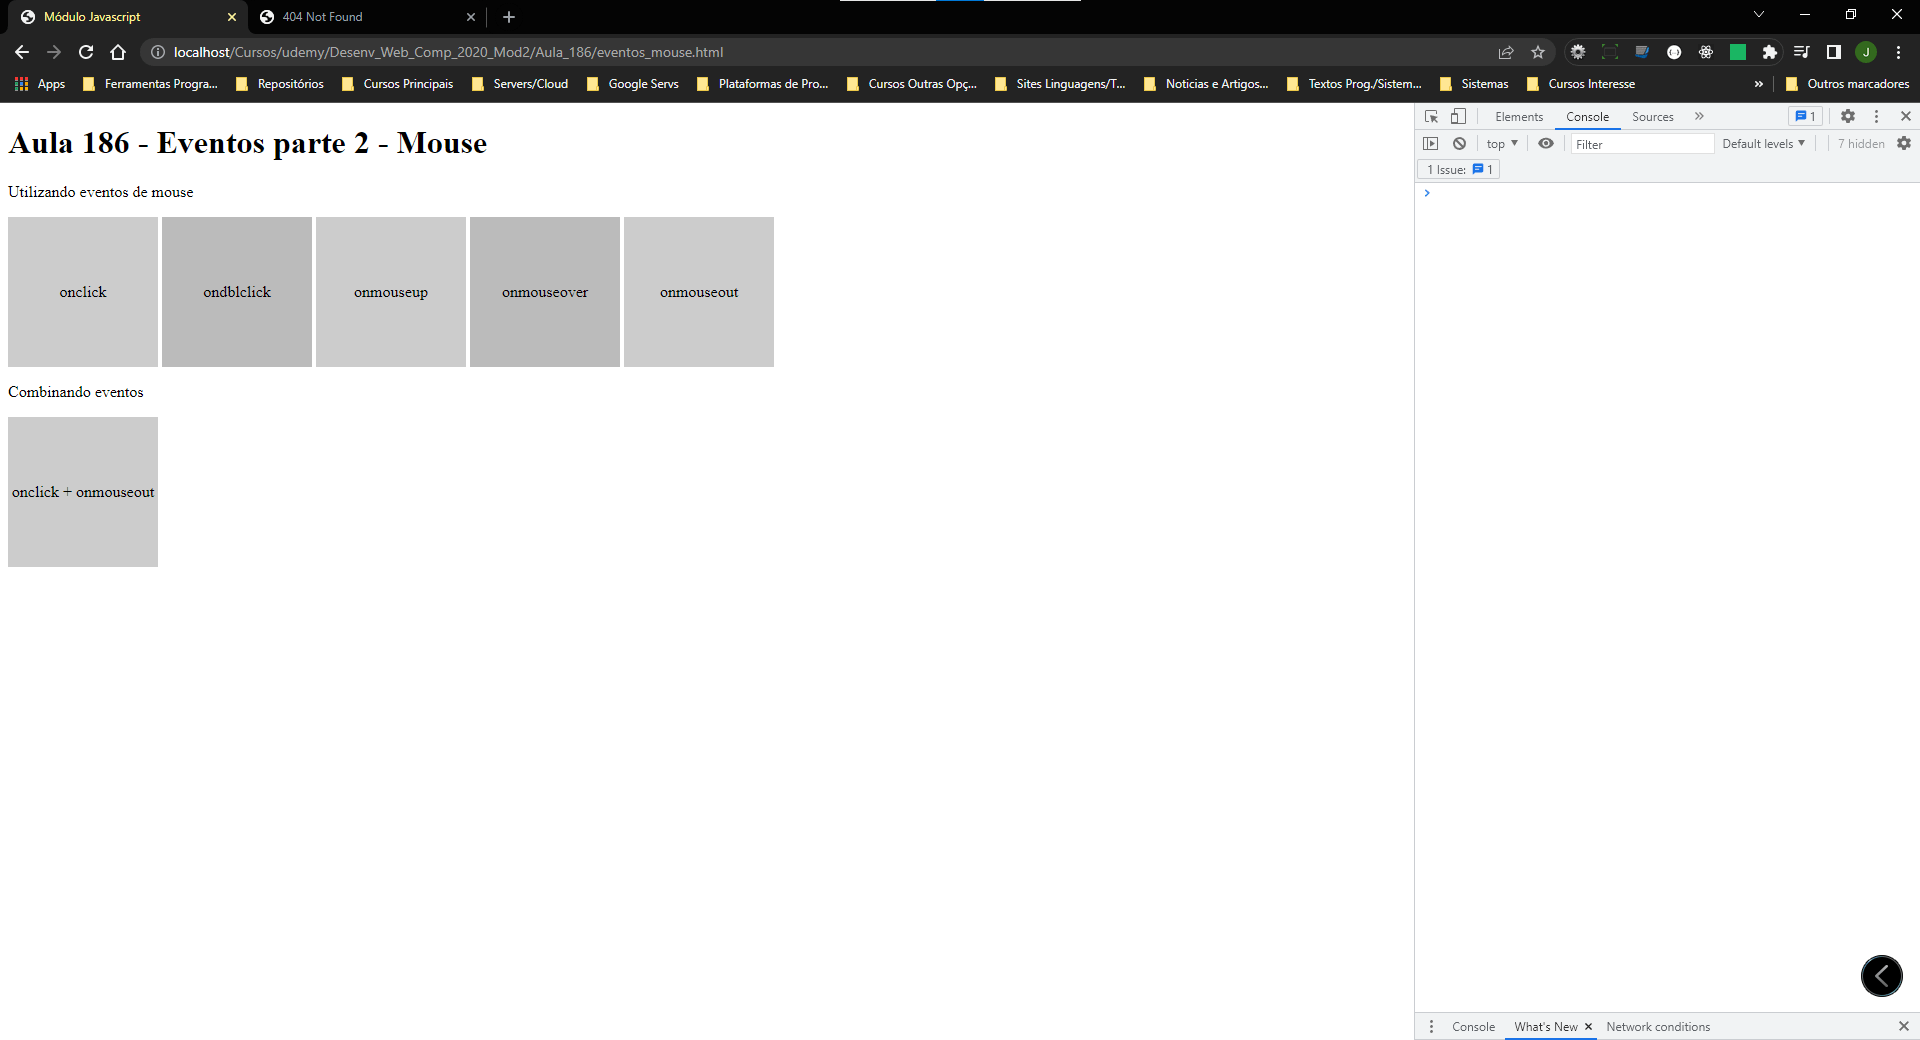 Módulo Javascript
404 Not Found
localhost/Cursos/udemy/Desenv_Web_Comp_2020_Mod2/Aula_186/eventos_mouse.html
J
Apps Ferramentas Progra... Repositórios Cursos Principais Servers/Cloud Google Servs Plataformas de Pro... Cursos Outras Opç... Sites Linguagens/T... Noticias e Artigos... Textos Prog./Sistem... Sistemas Cursos Interesse » Outros marcadores
Aula 186 - Eventos parte 2 - Mouse
Utilizando eventos de mouse
onclick ondblclick onmouseup onmouseover onmouseout
Combinando eventos
onclick + onmouseout
Elements Console Sources » 1
top Filter Default levels 7 hidden
1 Issue: 1
Console What's New Network conditions